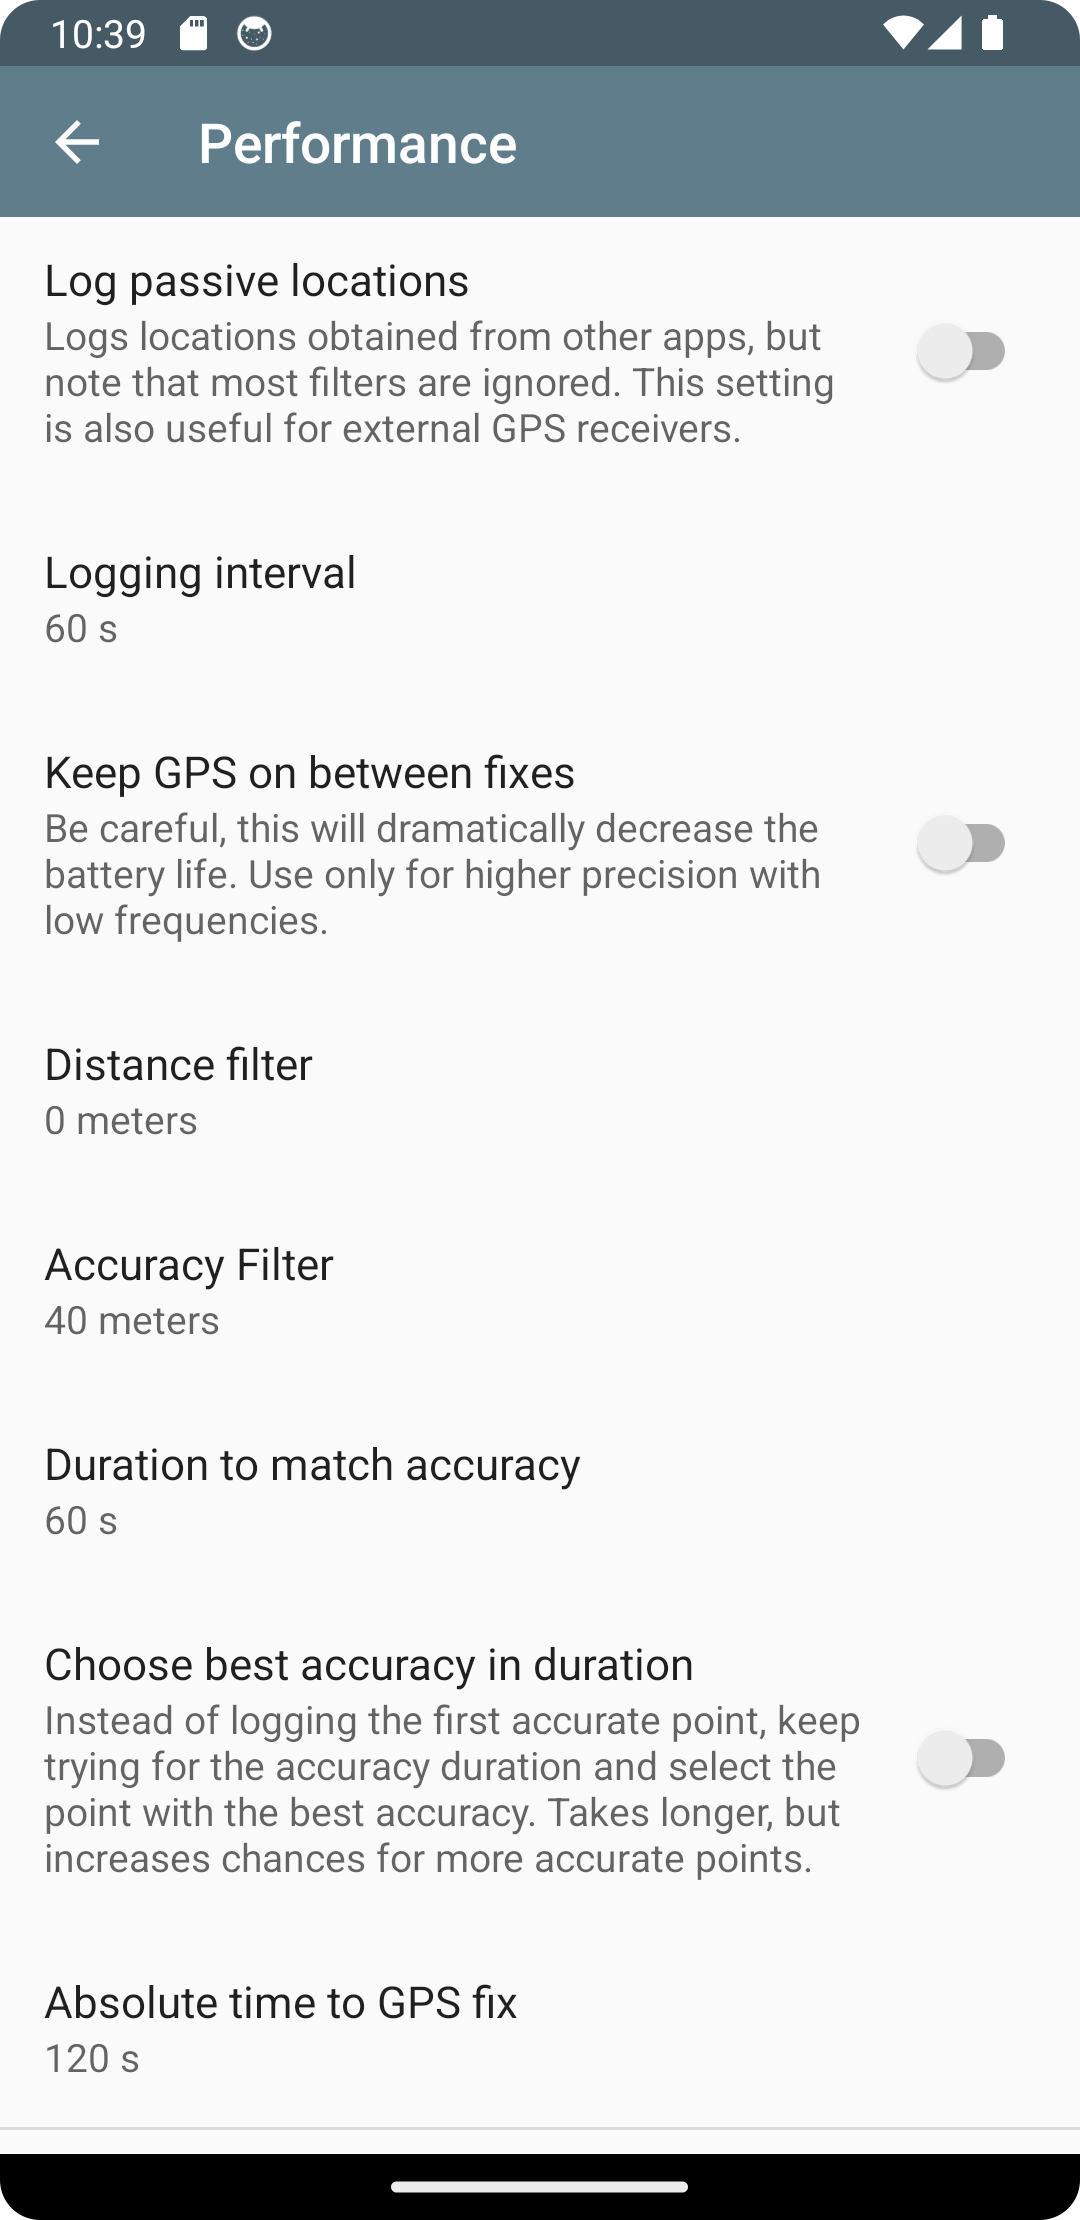 10:39
Performance
Log passive locations
Logs locations obtained from other apps, but
note that most filters are ignored. This setting
is also useful for external GPS receivers.
Logging interval
60 s
Keep GPS on between fixes
Be careful, this will dramatically decrease the
battery life. Use only for higher precision with
low frequencies.
Distance filter
0 meters
Accuracy Filter
40 meters
Duration to match accuracy
60 s
Choose best accuracy in duration
Instead of logging the first accurate point, keep
trying for the accuracy duration and select the
point with the best accuracy. Takes longer, but
increases chances for more accurate points.
Absolute time to GPS fix
120 s